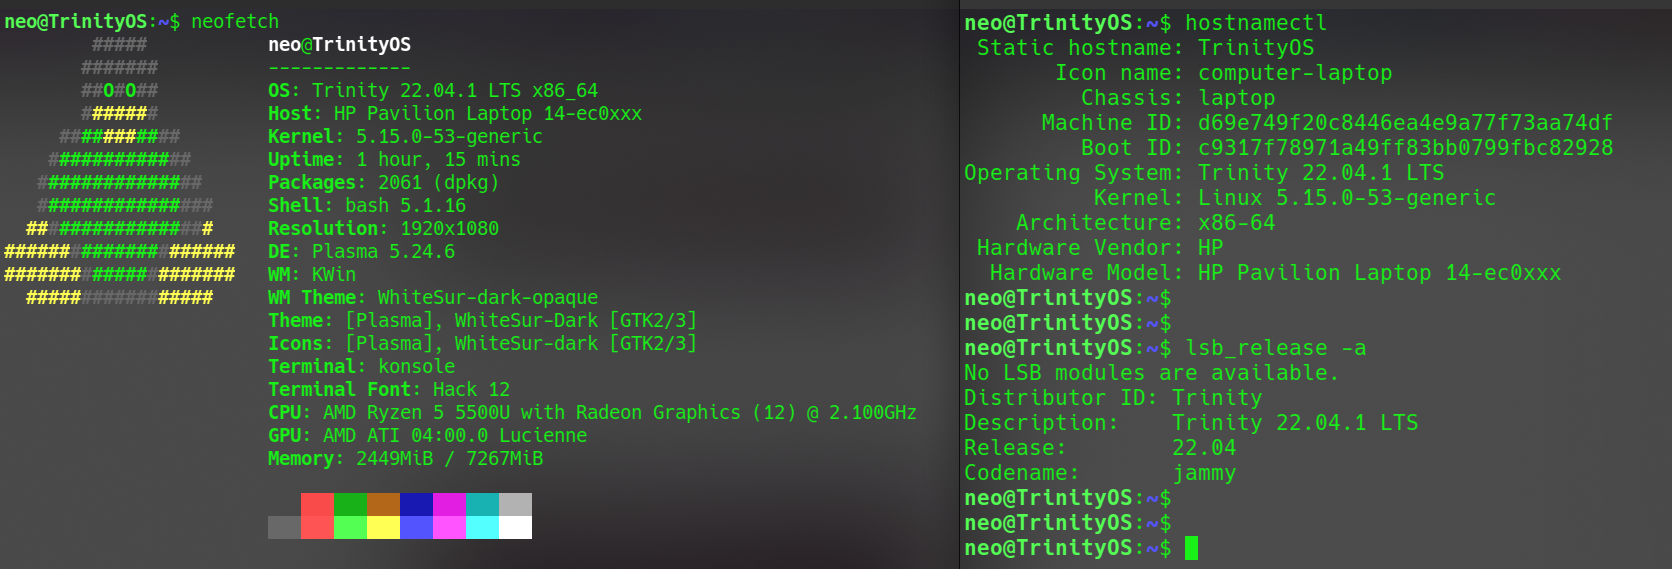 neo@TrinityOS:~$ neofetch
#####
#######
##O#O##
#######
###########
#############
###############
################
#################
#####################
#####################
#################
neo@TrinityOS
-------------
OS: Trinity 22.04.1 LTS x86_64
Host: HP Pavilion Laptop 14-ec0xxx
Kernel: 5.15.0-53-generic
Uptime: 1 hour, 15 mins
Packages: 2061 (dpkg)
Shell: bash 5.1.16
Resolution: 1920x1080
DE: Plasma 5.24.6
WM: KWin
WM Theme: WhiteSur-dark-opaque
Theme: [Plasma], WhiteSur-Dark [GTK2/3]
Icons: [Plasma], WhiteSur-dark [GTK2/3]
Terminal: konsole
Terminal Font: Hack 12
CPU: AMD Ryzen 5 5500U with Radeon Graphics (12) @ 2.100GHz
GPU: AMD ATI 04:00.0 Lucienne
Memory: 2449MiB / 7267MiB
neo@TrinityOS:~$ hostnamectl
Static hostname: TrinityOS
Icon name: computer-laptop
Chassis: laptop
Machine ID: d69e749f20c8446ea4e9a77f73aa74df
Boot ID: c9317f78971a49ff83bb0799fbc82928
Operating System: Trinity 22.04.1 LTS
Kernel: Linux 5.15.0-53-generic
Architecture: x86-64
Hardware Vendor: HP
Hardware Model: HP Pavilion Laptop 14-ec0xxx
neo@TrinityOS:~$
neo@TrinityOS:~$
neo@TrinityOS:~$ lsb_release -a
No LSB modules are available.
Distributor ID: Trinity
Description: Trinity 22.04.1 LTS
Release: 22.04
Codename: jammy
neo@TrinityOS:~$
neo@TrinityOS:~$
neo@TrinityOS:~$